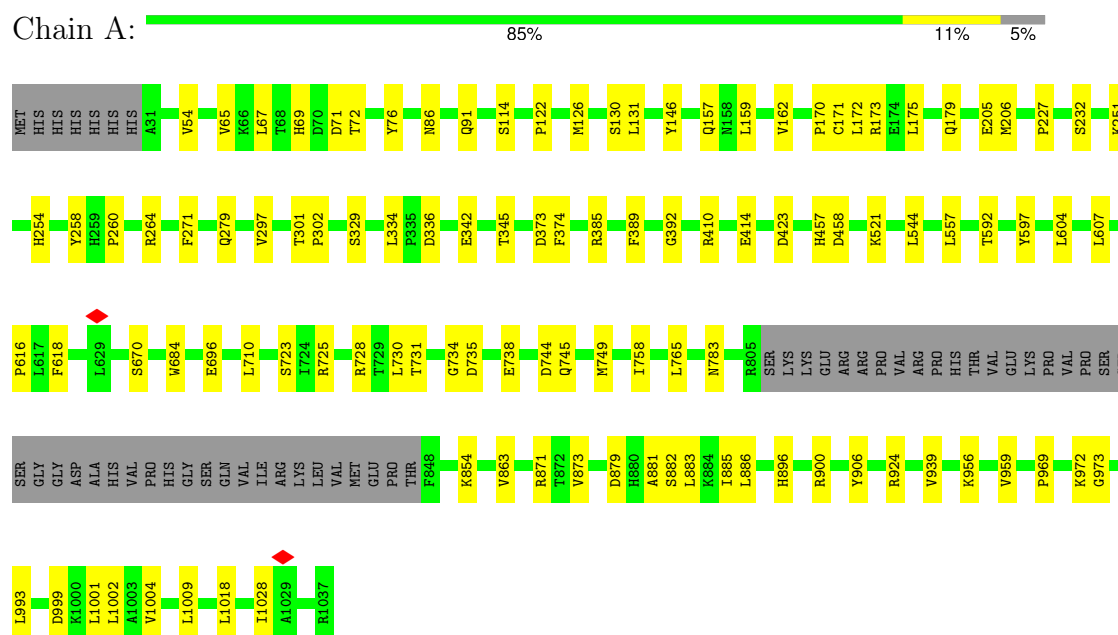 Chain A:
85% 11% 5%
MET HIS HIS HIS HIS HIS HIS A31 V54 V65 K66 L67 T68 H69 D70 D71 T72 Y76 N86 Q91 S114 P122 M126 S130 L131 Y146 Q157 N158 L159 V162 P170 C171 L172 R173 E174 L175 Q179 E205 M206 P227 S232 K251
H254 Y258 H259 P260 R264 F271 Q279 V297 T301 P302 S329 L334 P335 D336 E342 T345 D373 F374 R385 F389 G392 R410 E414 D423 H457 D458 K521 L544 L557 T592 Y597 L604 L607
P616 L617 F618 L629 S670 W684 E696 L710 S723 I724 R725 R728 T729 L730 T731 G734 D735 E738 D744 Q745 M749 I758 L765 N783 R805 SER LYS LYS GLU ARG ARG PRO VAL ARG PRO HIS THR VAL GLU LYS PRO VAL PRO SER
SER GLY GLY ASP ALA HIS VAL PRO HIS GLY SER GLN VAL ILE ARG LYS LEU VAL MET GLU PRO THR F848 K854 V863 R871 T872 V873 D879 H880 A881 S882 L883 K884 I885 L886 H896 R900 Y906 R924 V939 K956 V959 P969 K972 G973
L993 D999 K1000 L1001 L1002 A1003 V1004 L1009 L1018 I1028 A1029 R1037